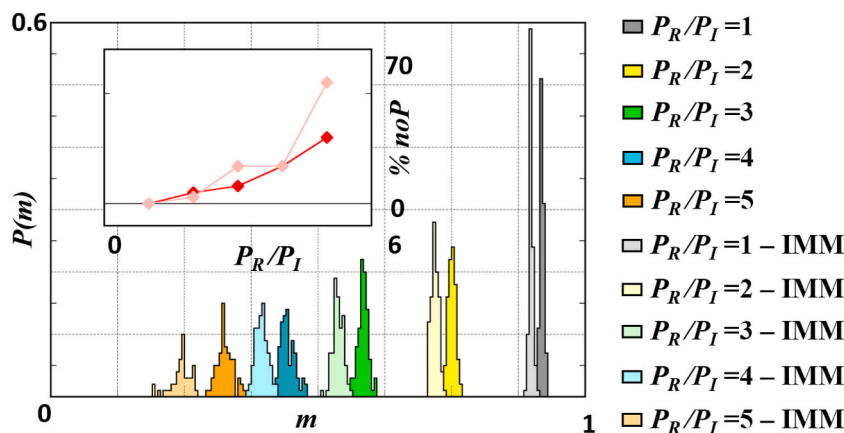 0.6
P(m)
70
% noP
0
0
6
P_R/P_I
0
m
1
P_R/P_I =1
P_R/P_I =2
P_R/P_I =3
P_R/P_I =4
P_R/P_I =5
P_R/P_I =1 – IMM
P_R/P_I =2 – IMM
P_R/P_I =3 – IMM
P_R/P_I =4 – IMM
P_R/P_I =5 – IMM